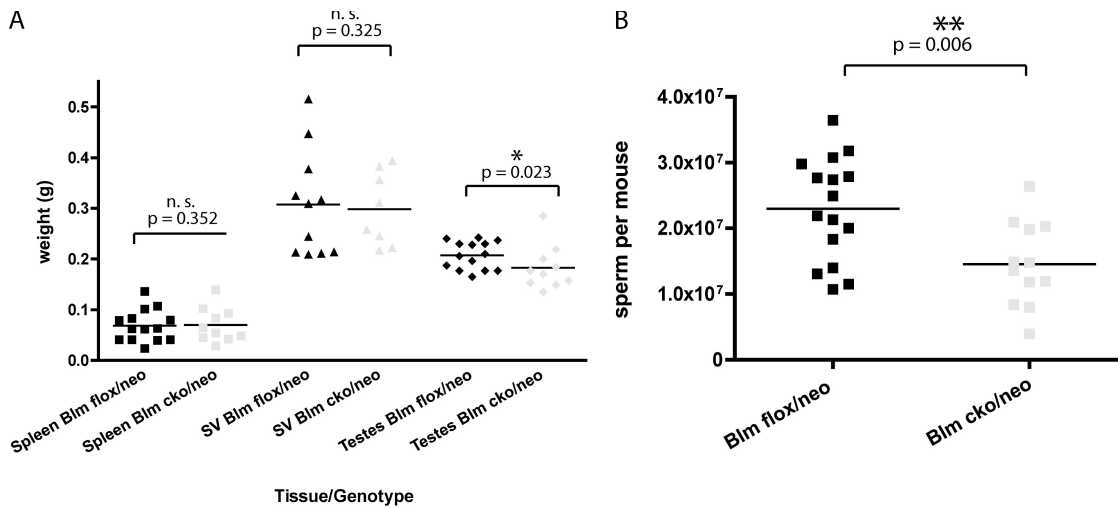 A
n. s.
p = 0.325
*
p = 0.023
n. s.
p = 0.352
0.5
0.4
0.3
0.2
0.1
0.0
weight (g)
Spleen Blm flox/neo
Spleen Blm cko/neo
SV Blm flox/neo
SV Blm cko/neo
Testes Blm flox/neo
Testes Blm cko/neo
Tissue/Genotype
B
**
p = 0.006
4.0x10⁷
3.0x10⁷
2.0x10⁷
1.0x10⁷
0
sperm per mouse
Blm flox/neo
Blm cko/neo